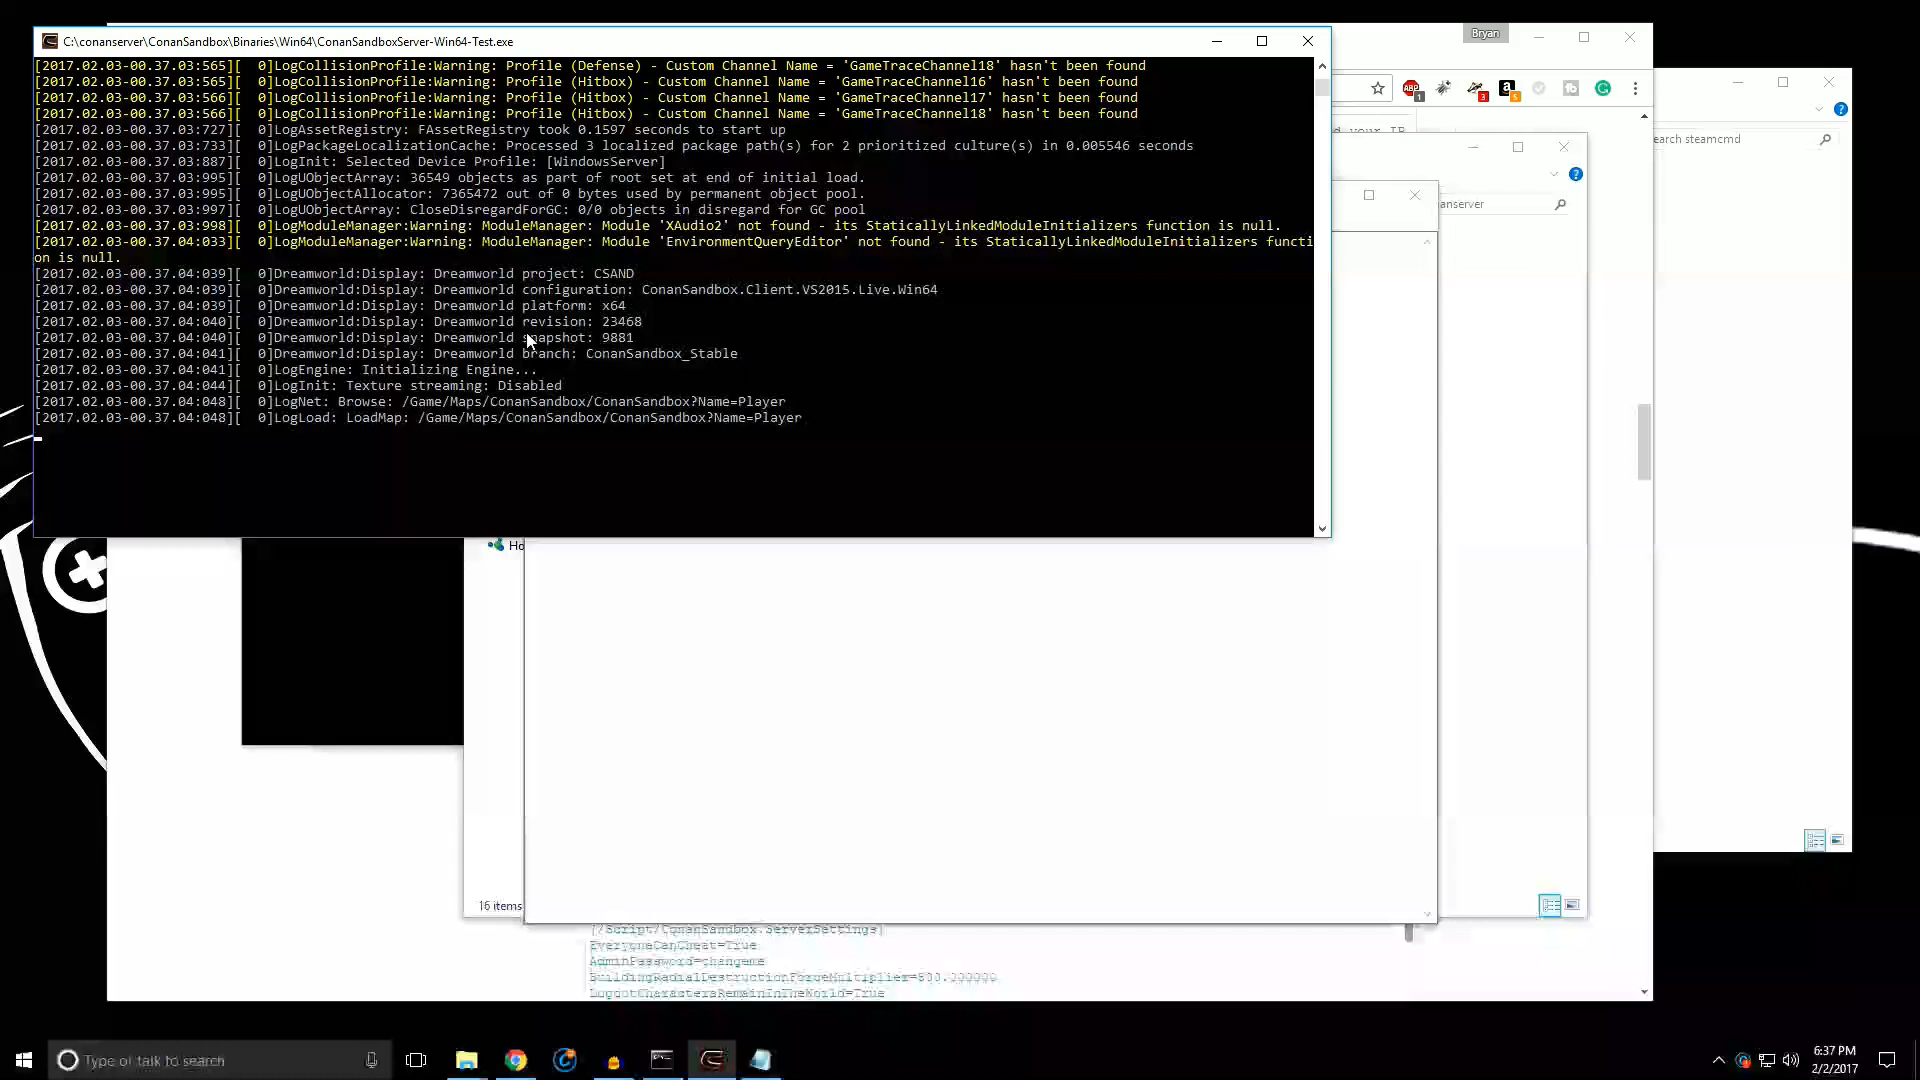 Bryan
C:\conanserver\ConanSandbox\Binaries\Win64\ConanSandboxServer-Win64-Test.exe
[2017.02.03-00.37.03:565][  0]LogCollisionProfile:Warning: Profile (Defense) - Custom Channel Name = 'GameTraceChannel18' hasn't been found
[2017.02.03-00.37.03:565][  0]LogCollisionProfile:Warning: Profile (Hitbox) - Custom Channel Name = 'GameTraceChannel16' hasn't been found
[2017.02.03-00.37.03:566][  0]LogCollisionProfile:Warning: Profile (Hitbox) - Custom Channel Name = 'GameTraceChannel17' hasn't been found
[2017.02.03-00.37.03:566][  0]LogCollisionProfile:Warning: Profile (Hitbox) - Custom Channel Name = 'GameTraceChannel18' hasn't been found
[2017.02.03-00.37.03:727][  0]LogAssetRegistry: FAssetRegistry took 0.1597 seconds to start up
[2017.02.03-00.37.03:733][  0]LogPackageLocalizationCache: Processed 3 localized package path(s) for 2 prioritized culture(s) in 0.005546 seconds
[2017.02.03-00.37.03:887][  0]LogInit: Selected Device Profile: [WindowsServer]
[2017.02.03-00.37.03:995][  0]LogUObjectArray: 36549 objects as part of root set at end of initial load.
[2017.02.03-00.37.03:995][  0]LogUObjectAllocator: 7365472 out of 0 bytes used by permanent object pool.
[2017.02.03-00.37.03:997][  0]LogUObjectArray: CloseDisregardForGC: 0/0 objects in disregard for GC pool
[2017.02.03-00.37.03:998][  0]LogModuleManager:Warning: ModuleManager: Module 'XAudio2' not found - its StaticallyLinkedModuleInitializers function is null.
[2017.02.03-00.37.04:033][  0]LogModuleManager:Warning: ModuleManager: Module 'EnvironmentQueryEditor' not found - its StaticallyLinkedModuleInitializers functi
on is null.
[2017.02.03-00.37.04:039][  0]Dreamworld:Display: Dreamworld project: CSAND
[2017.02.03-00.37.04:039][  0]Dreamworld:Display: Dreamworld configuration: ConanSandbox.Client.VS2015.Live.Win64
[2017.02.03-00.37.04:039][  0]Dreamworld:Display: Dreamworld platform: x64
[2017.02.03-00.37.04:040][  0]Dreamworld:Display: Dreamworld revision: 23468
[2017.02.03-00.37.04:040][  0]Dreamworld:Display: Dreamworld snapshot: 9881
[2017.02.03-00.37.04:041][  0]Dreamworld:Display: Dreamworld branch: ConanSandbox_Stable
[2017.02.03-00.37.04:041][  0]LogEngine: Initializing Engine...
[2017.02.03-00.37.04:044][  0]LogInit: Texture streaming: Disabled
[2017.02.03-00.37.04:048][  0]LogNet: Browse: /Game/Maps/ConanSandbox/ConanSandbox?Name=Player
[2017.02.03-00.37.04:048][  0]LogLoad: LoadMap: /Game/Maps/ConanSandbox/ConanSandbox?Name=Player
ABP
1
3
a
5
your IP
earch steamcmd
anserver
Ho
16 items
[/Script/ConanSandbox.ServerSettings]
EveryoneCanCheat=True
AdminPassword=changeme
BuildingRadialDestructionForceMultiplier=500.000000
LogoutCharactersRemainInTheWorld=True
Type or talk to search
6:37 PM
2/2/2017